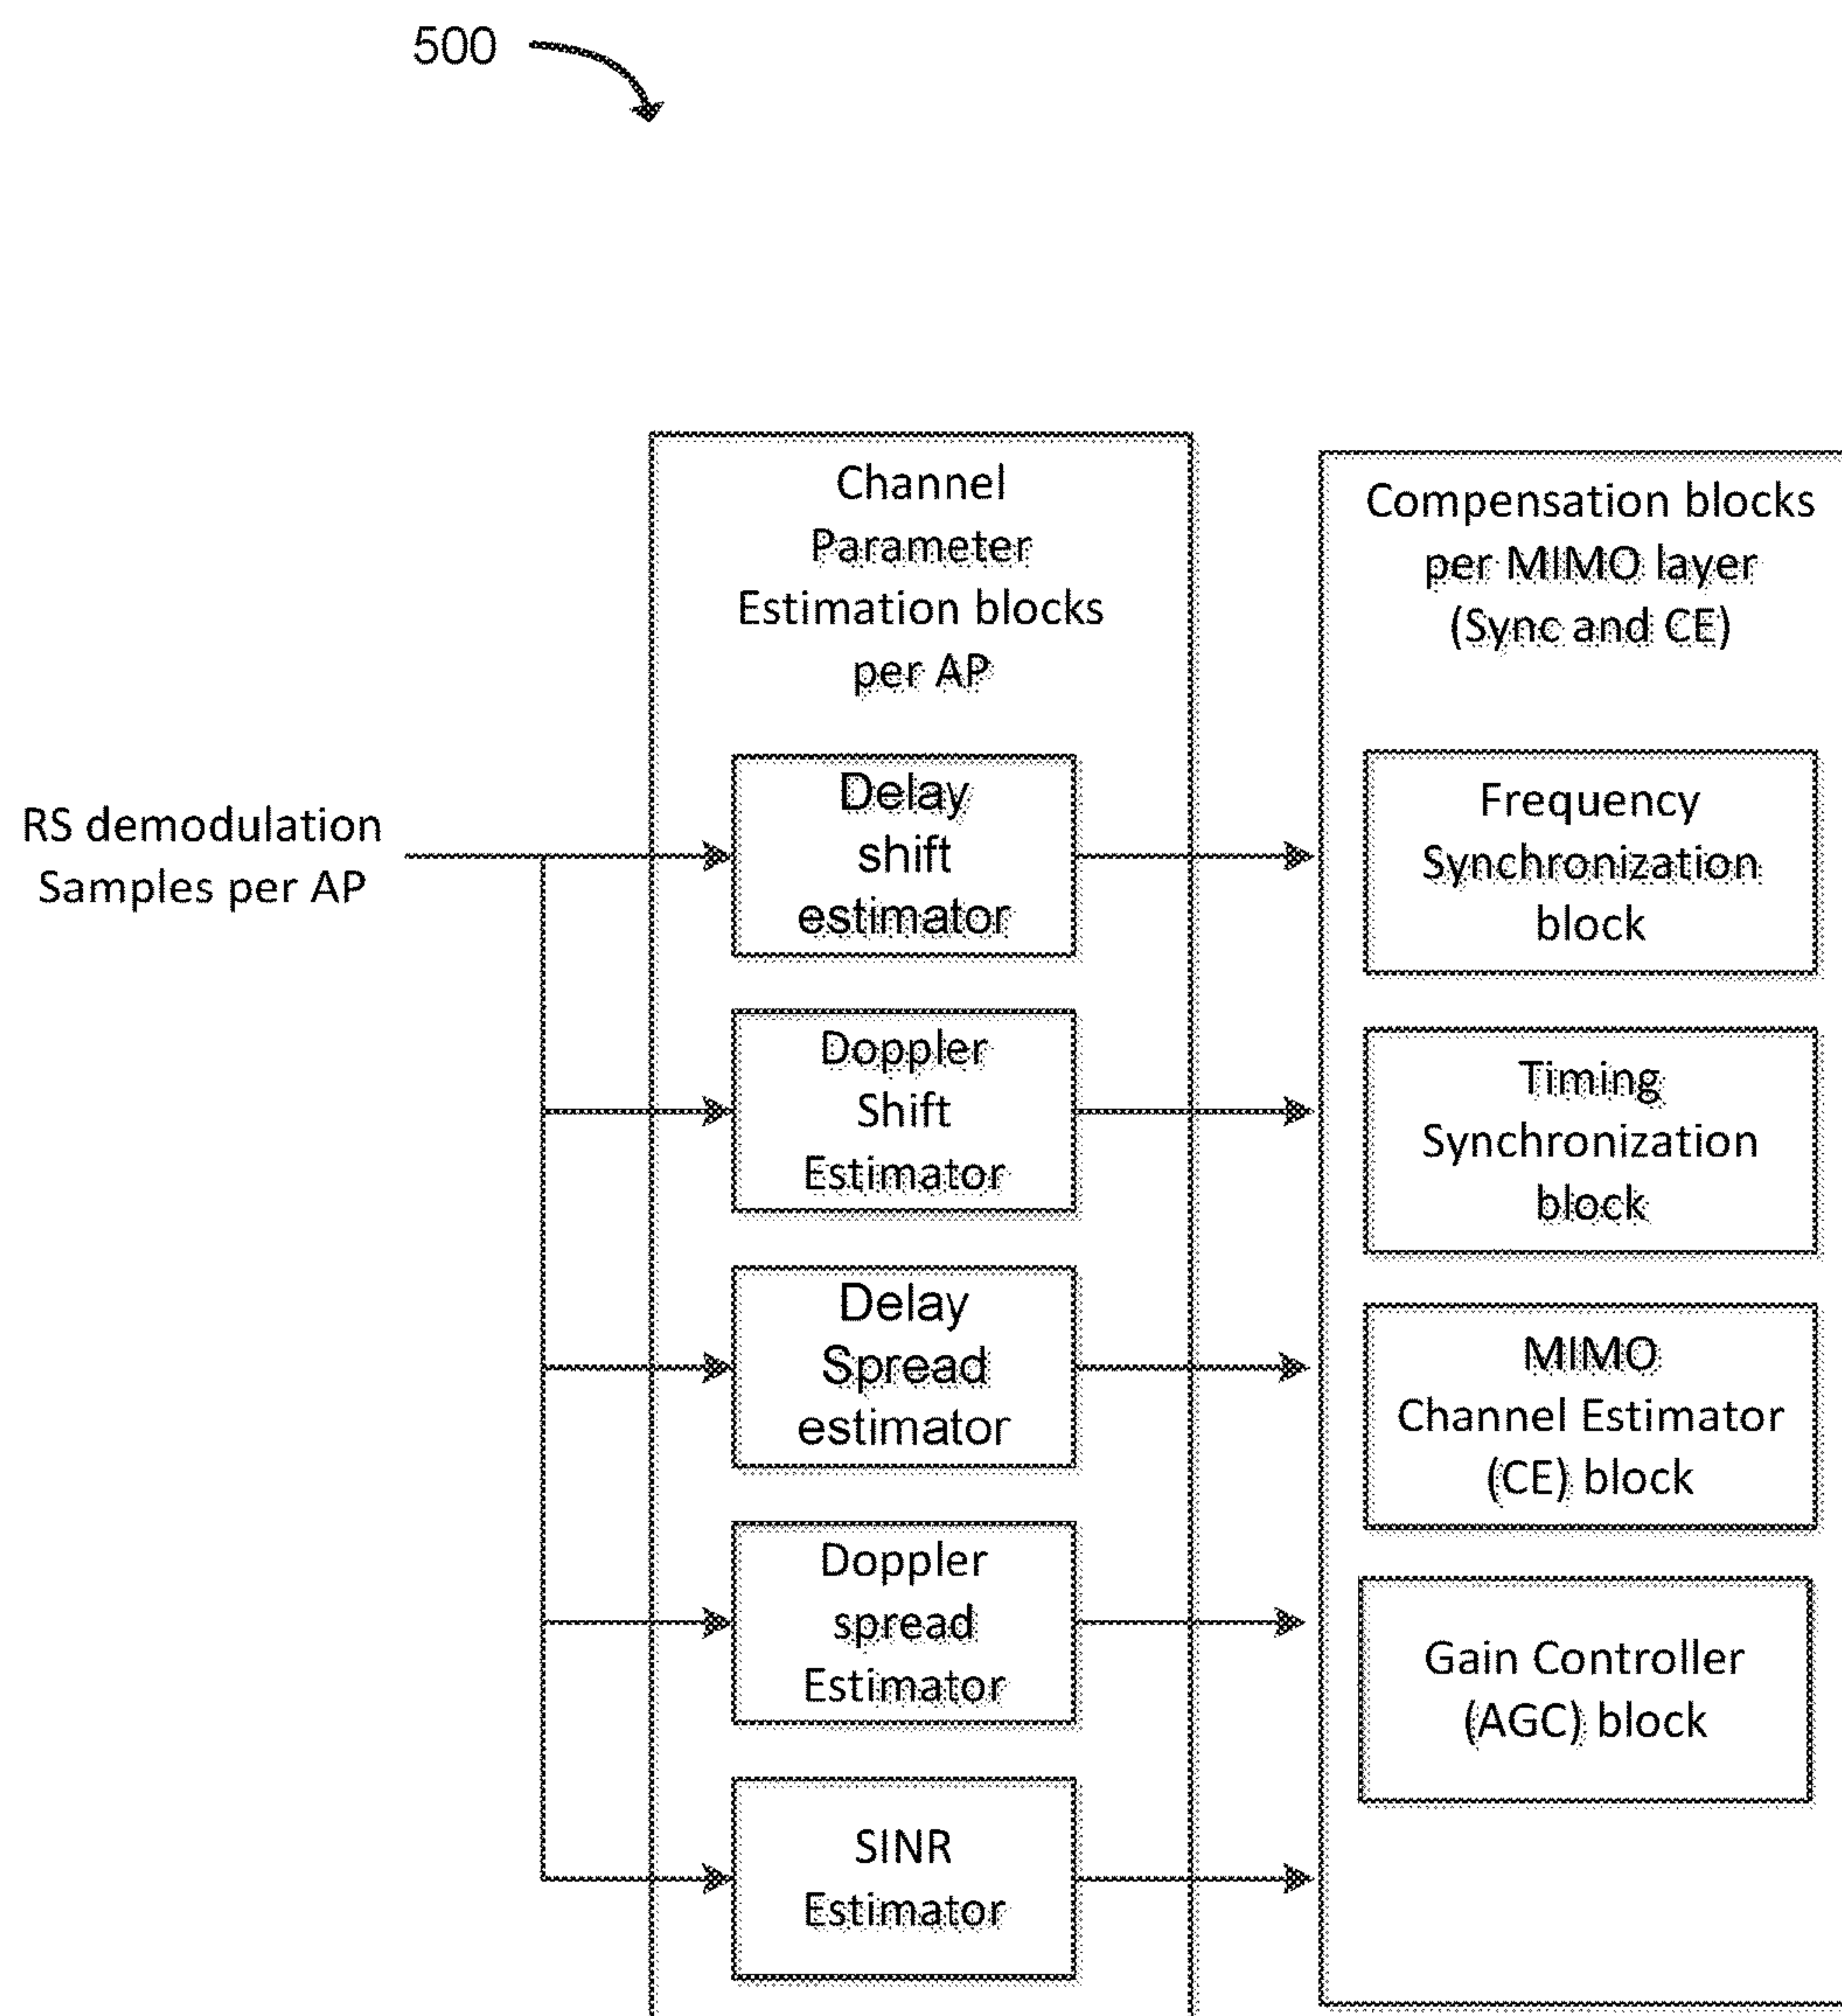 500
Channel
Parameter
Estimation blocks
per AP
Compensation blocks
per MIMO layer
(Sync and CE)
RS demodulation
Samples per AP
Delay
shift
estimator
Doppler
Shift
Estimator
Delay
Spread
estimator
Doppler
spread
Estimator
SINR
Estimator
Frequency
Synchronization
block
Timing
Synchronization
block
MIMO
Channel Estimator
(CE) block
Gain Controller
(AGC) block